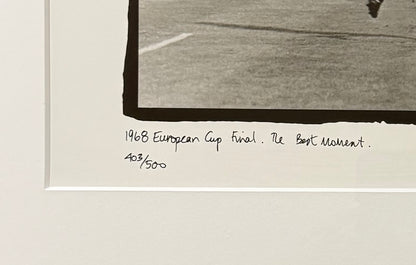 1968 European Cup Final. The Best Moment.
403/500